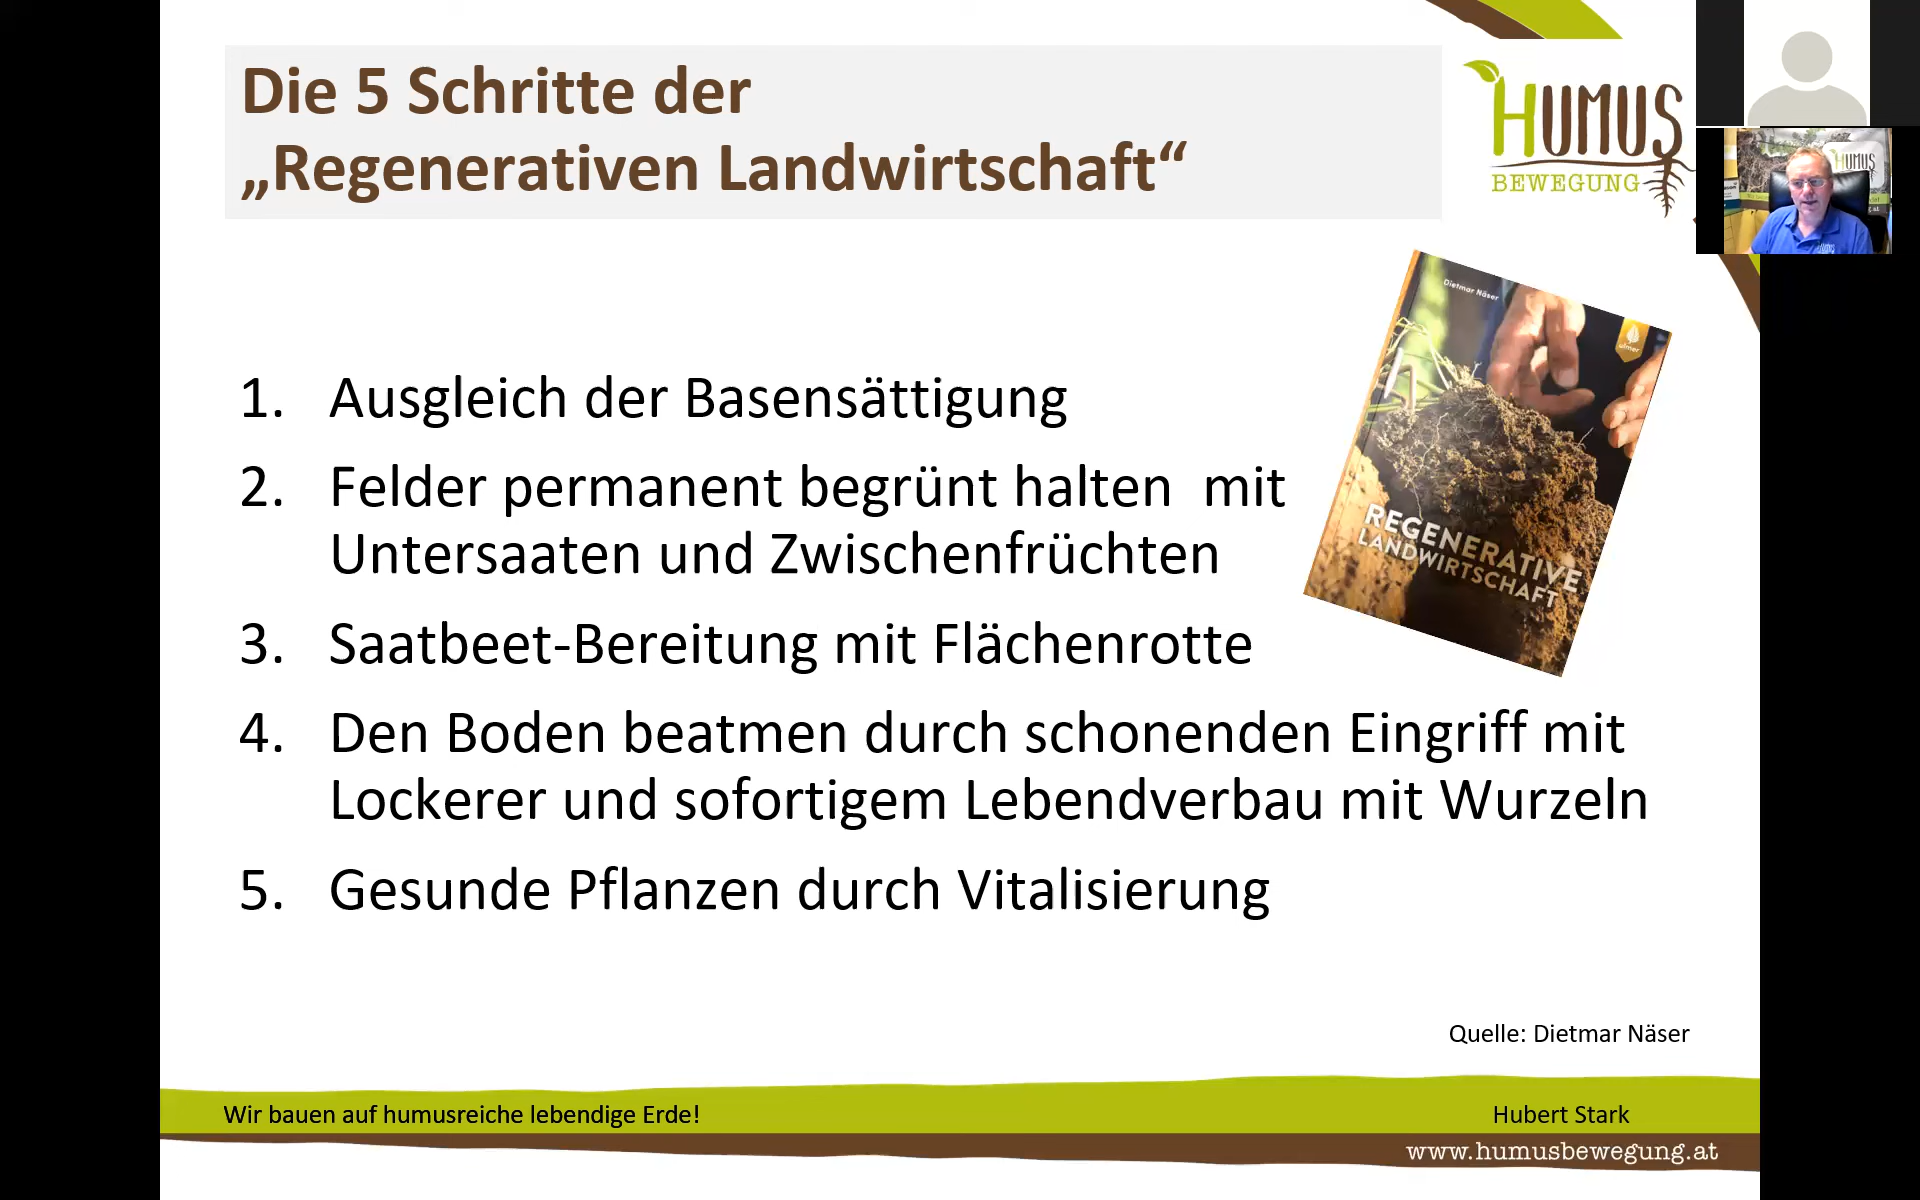 Die 5 Schritte der
„Regenerativen Landwirtschaft“
HUMUS
BEWEGUNG
HUMUS
Dietmar Näser
ulmer
REGENERATIVE
LANDWIRTSCHAFT
1. Ausgleich der Basensättigung
2. Felder permanent begrünt halten  mit
Untersaaten und Zwischenfrüchten
3. Saatbeet-Bereitung mit Flächenrotte
4. Den Boden beatmen durch schonenden Eingriff mit
Lockerer und sofortigem Lebendverbau mit Wurzeln
5. Gesunde Pflanzen durch Vitalisierung
Quelle: Dietmar Näser
Wir bauen auf humusreiche lebendige Erde!
Hubert Stark
www.humusbewegung.at